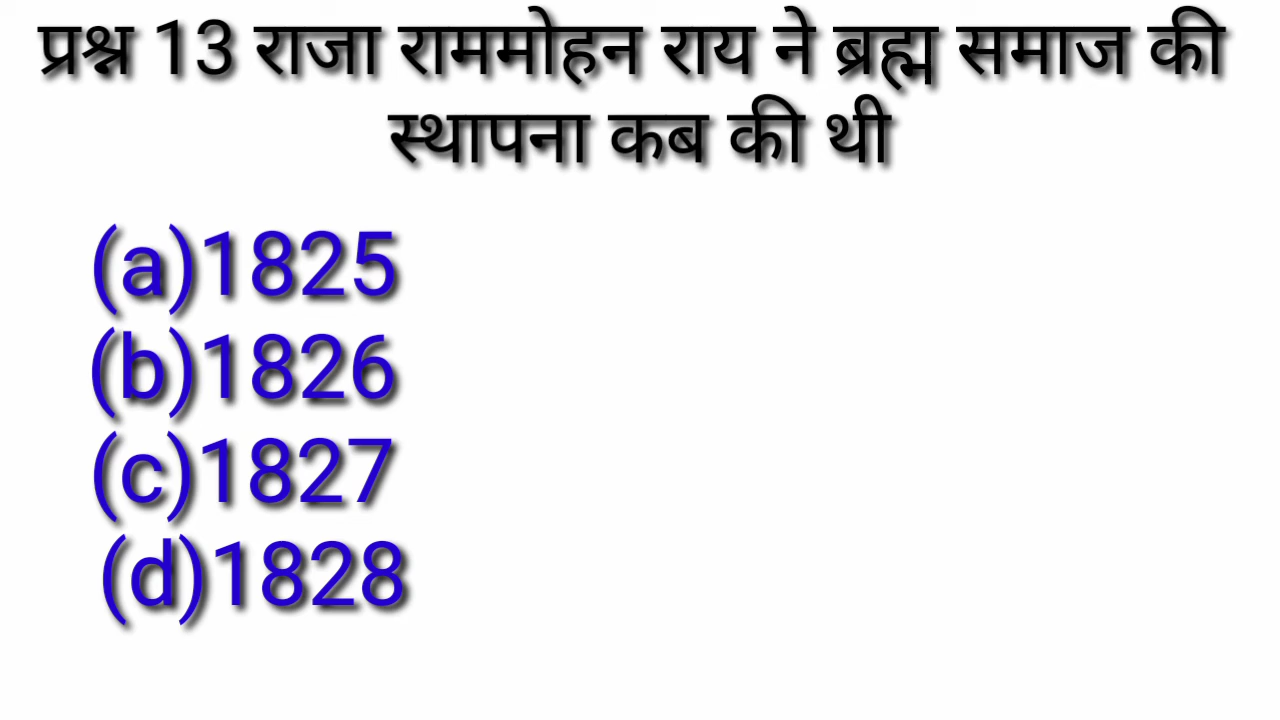 प्रश्न 13 राजा राममोहन राय ने ब्रह्म समाज की
स्थापना कब की थी
(a)1825
(b)1826
(c)1827
(d)1828